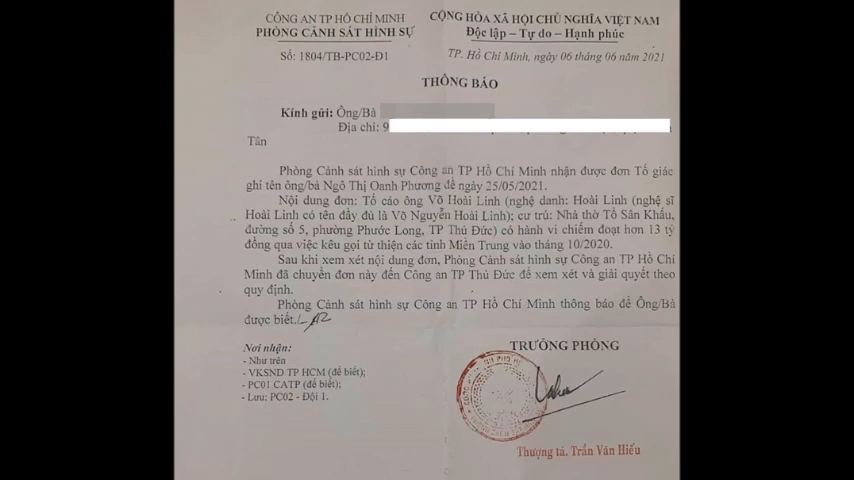 CÔNG AN TP HỒ CHÍ MINH
PHÒNG CẢNH SÁT HÌNH SỰ
Số: 1804/TB-PC02-Đ1
CỘNG HÒA XÃ HỘI CHỦ NGHĨA VIỆT NAM
Độc lập – Tự do – Hạnh phúc
TP. Hồ Chí Minh, ngày 06 tháng 06 năm 2021
THÔNG BÁO
Kính gửi: Ông/Bà
Địa chỉ: 9
Tân
Phòng Cảnh sát hình sự Công an TP Hồ Chí Minh nhận được đơn Tố giác
ghi tên ông/bà Ngô Thị Oanh Phương đề ngày 25/05/2021.
Nội dung đơn: Tố cáo ông Võ Hoài Linh (nghệ danh: Hoài Linh (nghệ sĩ
Hoài Linh có tên đầy đủ là Võ Nguyễn Hoài Linh); cư trú: Nhà thờ Tổ Sân Khấu,
đường số 5, phường Phước Long, TP Thủ Đức) có hành vi chiếm đoạt hơn 13 tỷ
đồng qua việc kêu gọi từ thiện các tỉnh Miền Trung vào tháng 10/2020.
Sau khi xem xét nội dung đơn, Phòng Cảnh sát hình sự Công an TP Hồ Chí
Minh đã chuyển đơn này đến Công an TP Thủ Đức để xem xét và giải quyết theo
quy định.
Phòng Cảnh sát hình sự Công an TP Hồ Chí Minh thông báo để Ông/Bà
được biết./.
Nơi nhận:
- Như trên
- VKSND TP HCM (để biết);
- PC01 CATP (để biết);
- Lưu: PC02 - Đội 1.
TRƯỞNG PHÒNG
Thượng tá, Trần Văn Hiếu